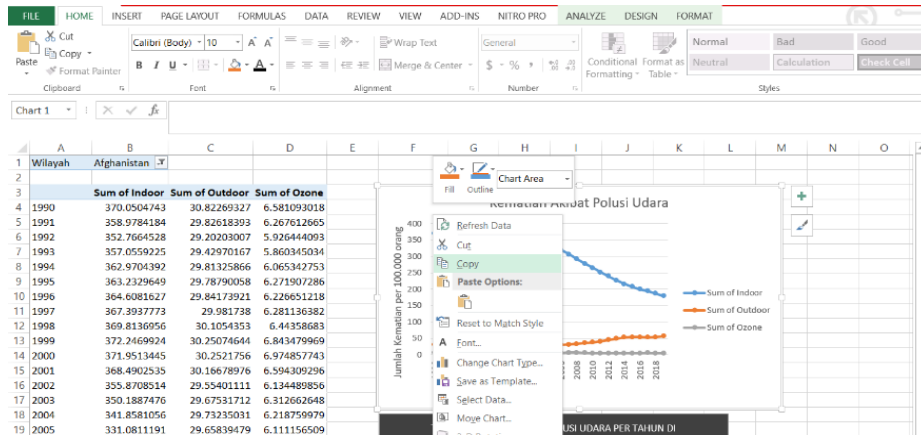 FILE HOME INSERT PAGE LAYOUT FORMULAS DATA REVIEW VIEW ADD-INS NITRO PRO ANALYZE DESIGN FORMAT
Cut
Copy
Format Painter
Paste
Clipboard
Calibri (Body) 10 A A
B I U A
Font
Wrap Text
Merge & Center
Alignment
General
$ % ,
Number
Conditional Formatting
Format as Table
Normal Bad Good
Neutral Calculation Check Cell
Styles
Chart 1 fx
A B C D E F G H I J K L M N O
1 Wilayah Afghanistan
2
3 Sum of Indoor Sum of Outdoor Sum of Ozone
4 1990 370.0504743 30.82269327 6.581093018
5 1991 358.9784184 29.82618393 6.267612665
6 1992 352.7664528 29.20203007 5.926444093
7 1993 357.0559225 29.42970167 5.860345034
8 1994 362.9704392 29.81325866 6.065342753
9 1995 363.2329649 29.78790058 6.271907286
10 1996 364.6081627 29.84173921 6.226651218
11 1997 367.3937773 29.981738 6.281136382
12 1998 369.8136956 30.1054353 6.44358683
13 1999 372.2469924 30.25074644 6.843479969
14 2000 371.9513445 30.2521756 6.974857743
15 2001 368.4902535 30.16678976 6.594309296
16 2002 355.8708514 29.55401111 6.134489856
17 2003 350.1887476 29.67531712 6.312662648
18 2004 341.8581056 29.73235031 6.218759979
19 2005 331.0811191 29.65839479 6.111156509
Fill Outline Chart Area
Kematian Akibat Polusi Udara
Jumlah Kematian per 100.000 orang
400
350
300
250
200
150
100
50
0
2008 2010 2012 2014 2016 2018
Sum of Indoor
Sum of Outdoor
Sum of Ozone
Refresh Data
Cut
Copy
Paste Options:
Reset to Match Style
A Font...
Change Chart Type...
Save as Template...
Select Data...
Move Chart...
USI UDARA PER TAHUN DI